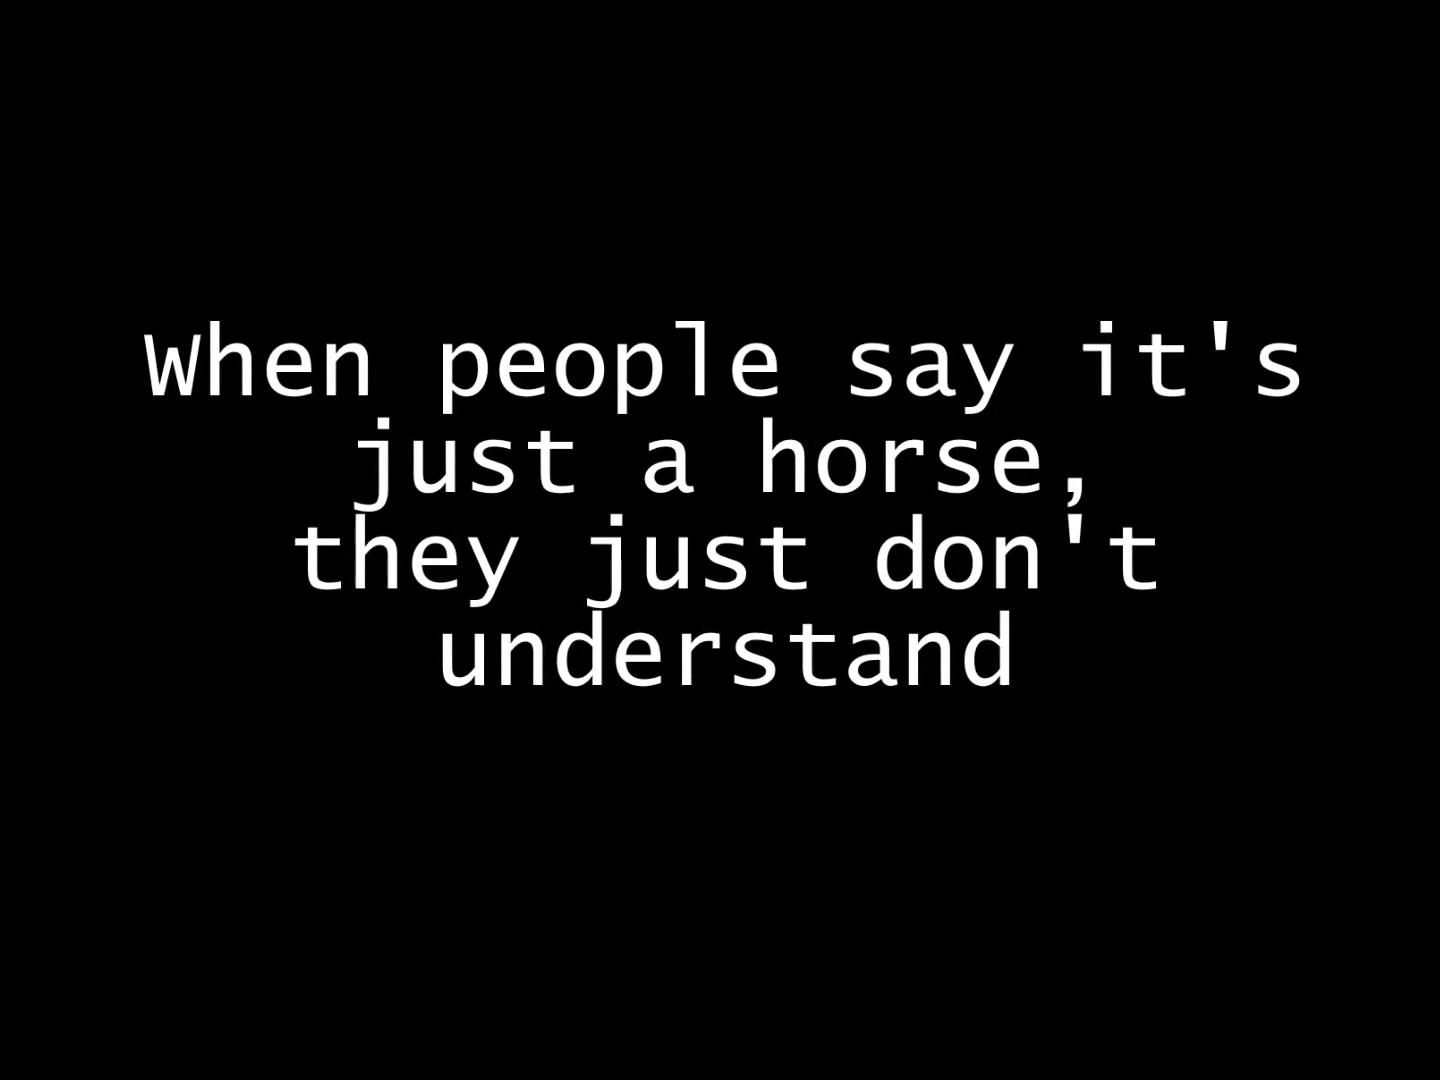 When people say it's
just a horse,
they just don't
understand